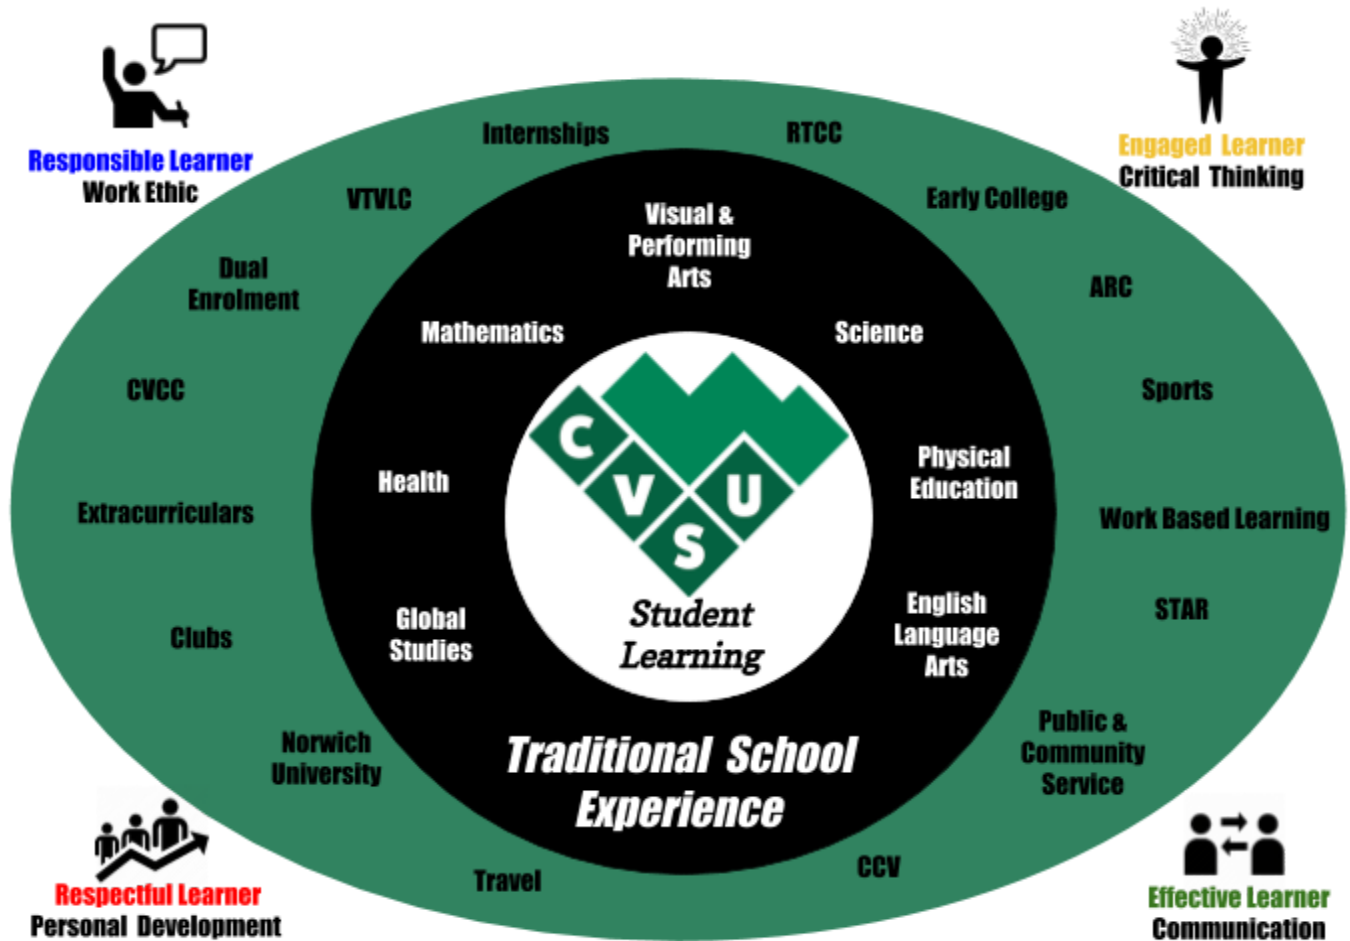 Responsible Learner
Work Ethic
Engaged Learner
Critical Thinking
Internships
RTCC
VTVLC
Early College
Dual
Enrolment
ARC
CVCC
Sports
Extracurriculars
Work Based Learning
Clubs
STAR
Norwich
University
Public &
Community
Service
Travel
CCV
Visual &
Performing
Arts
Mathematics
Science
Health
Physical
Education
Global
Studies
English
Language
Arts
C
V
U
S
Student
Learning
Traditional School
Experience
Respectful Learner
Personal Development
Effective Learner
Communication